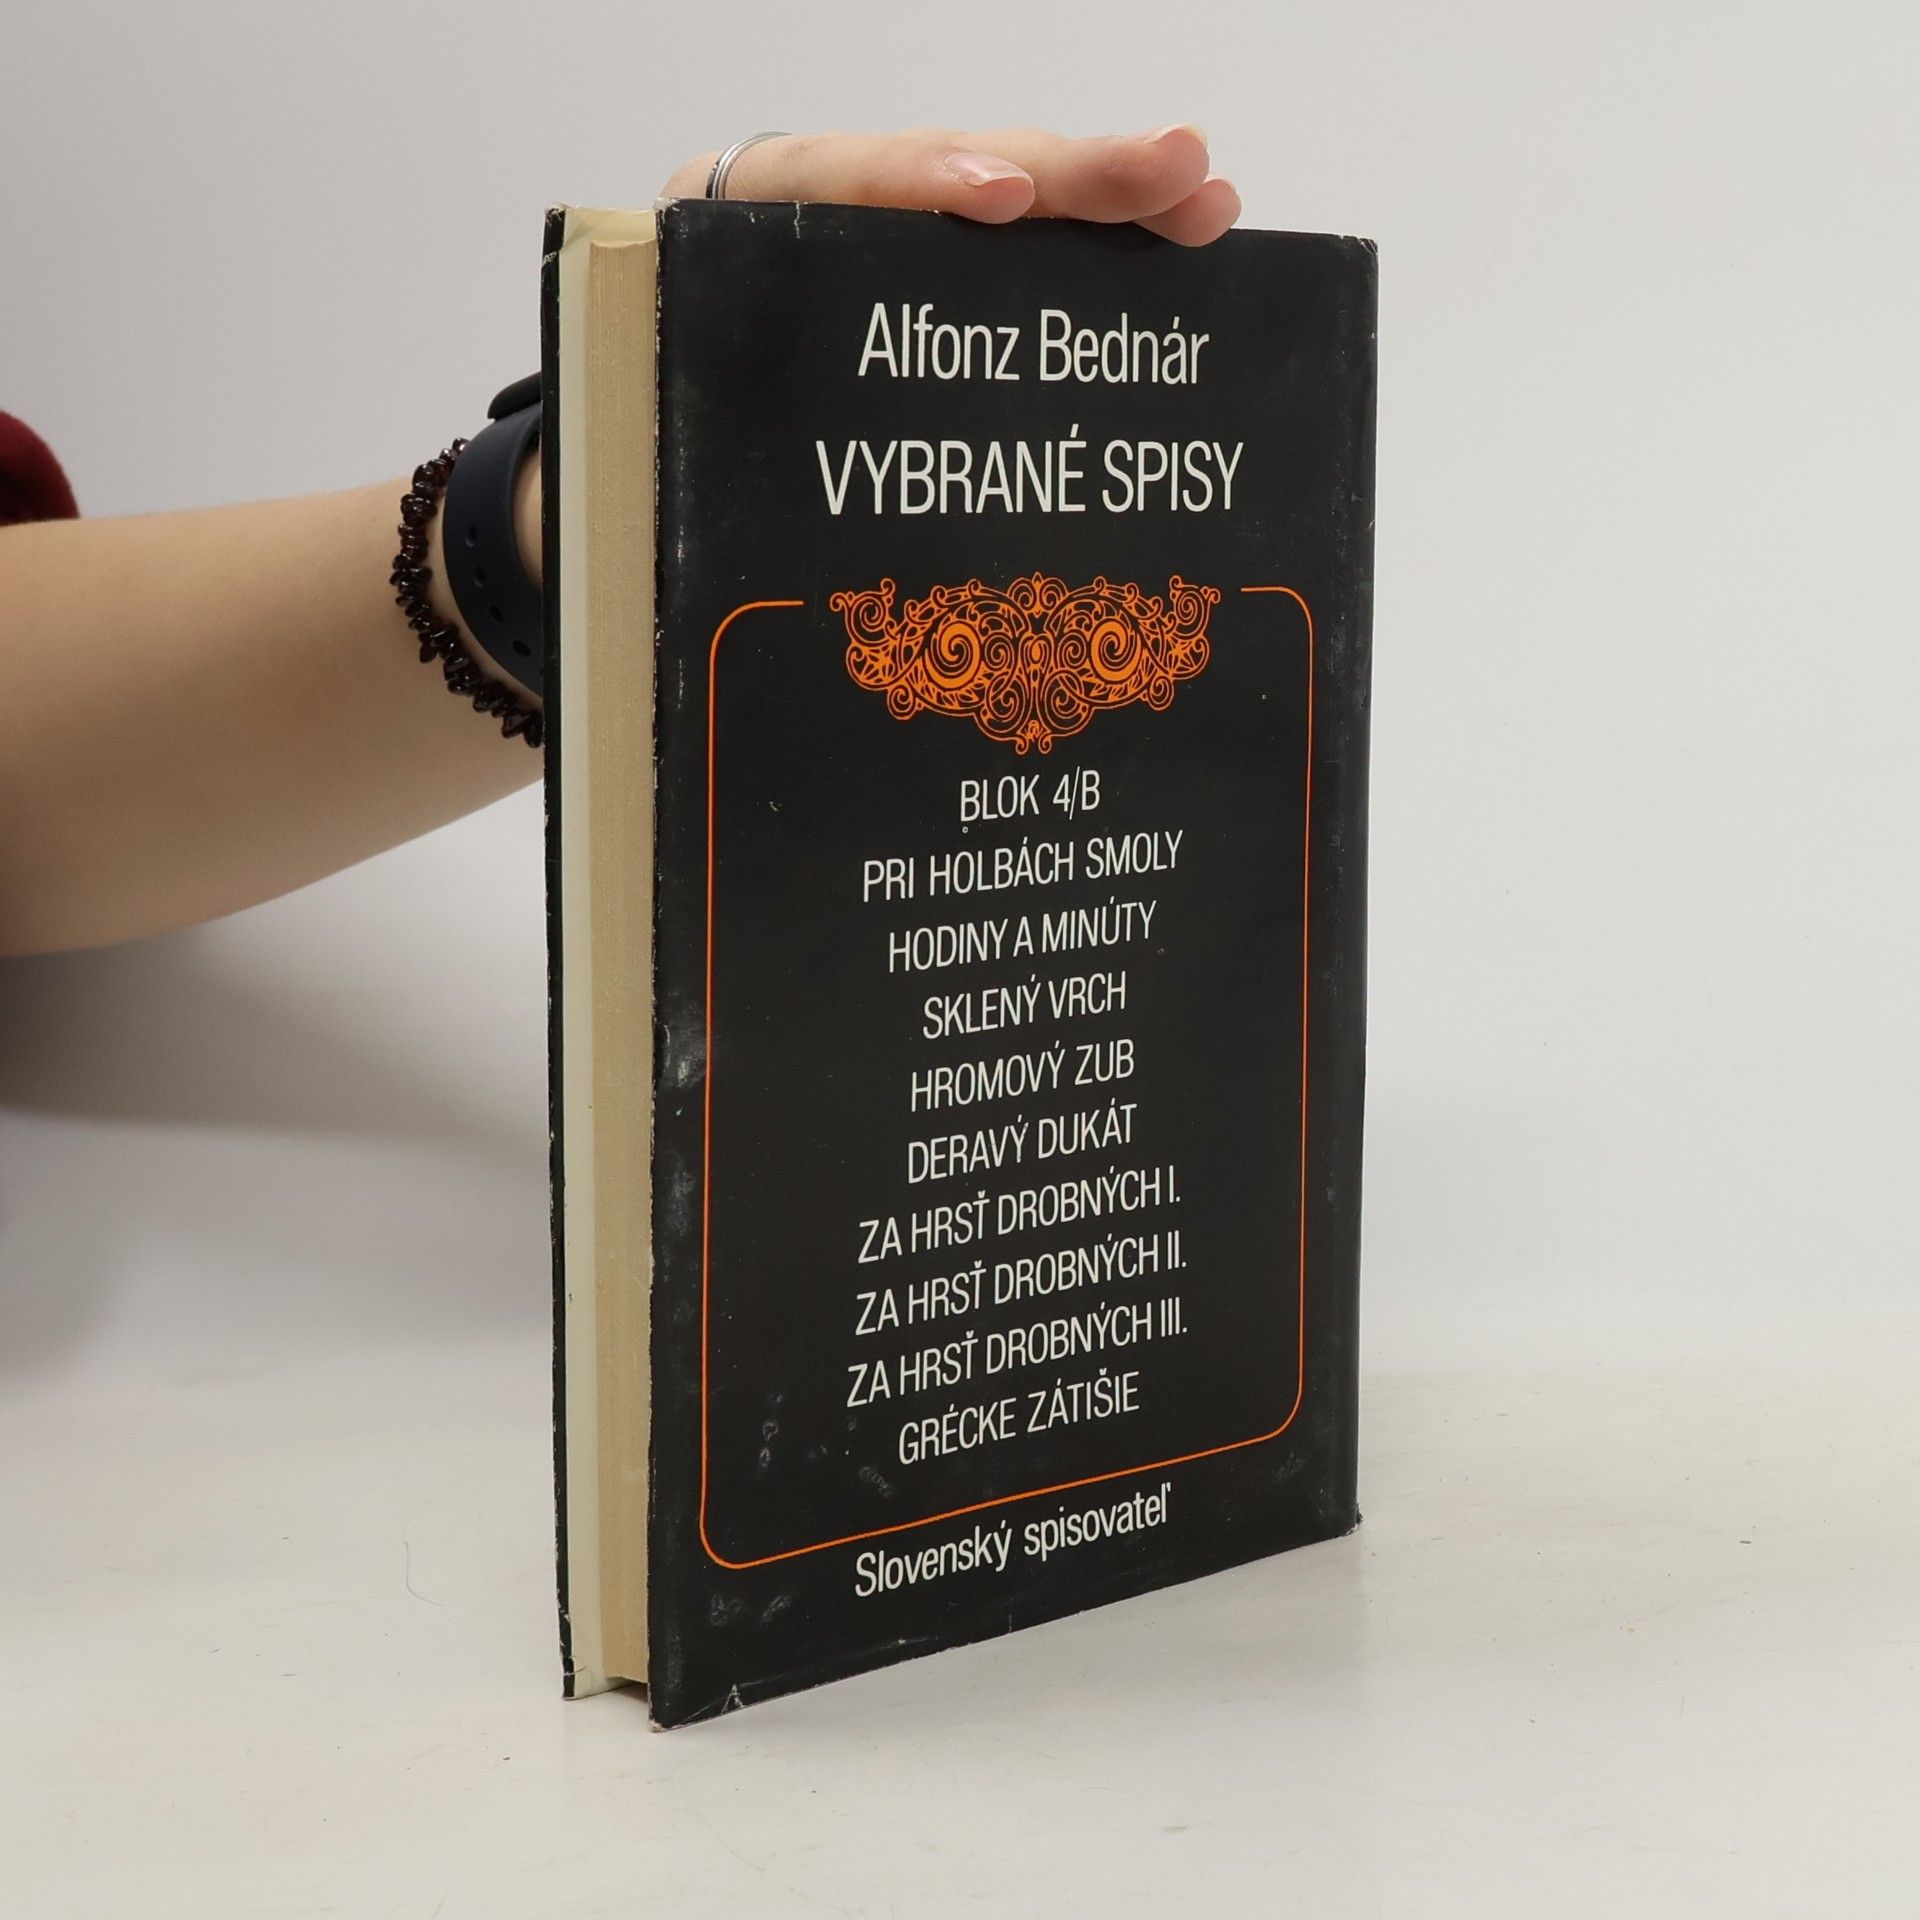 Alfonz Bednár
VYBRANÉ SPISY
BLOK 4/B
PRI HOLBÁCH SMOLY
HODINY A MINÚTY
SKLENÝ VRCH
HROMOVÝ ZUB
DERAVÝ DUKÁT
ZA HRSŤ DROBNÝCH I.
ZA HRSŤ DROBNÝCH II.
ZA HRSŤ DROBNÝCH III.
GRÉCKE ZÁTIŠIE
Slovenský spisovateľ